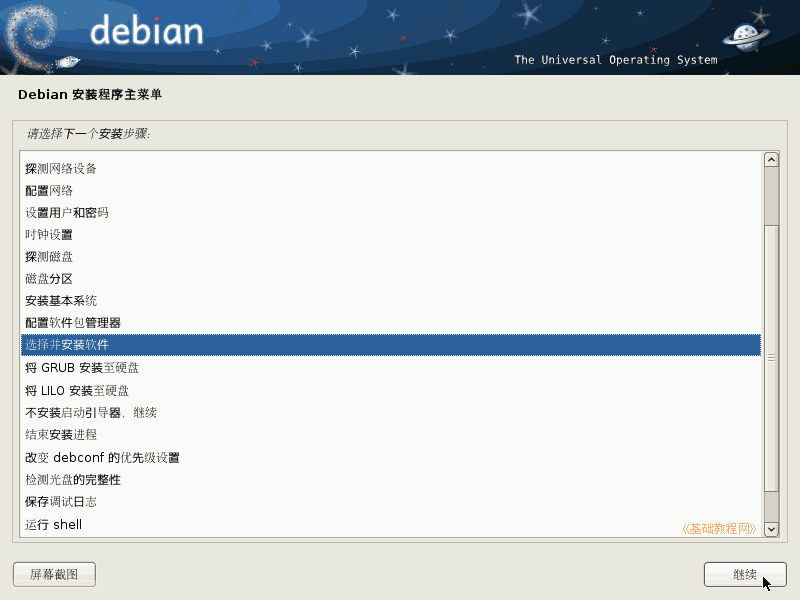 debian
The Universal Operating System
Debian 安装程序主菜单
请选择下一个安装步骤:
探测网络设备
配置网络
设置用户和密码
时钟设置
探测磁盘
磁盘分区
安装基本系统
配置软件包管理器
选择并安装软件
将 GRUB 安装至硬盘
将 LILO 安装至硬盘
不安装启动引导器，继续
结束安装进程
改变 debconf 的优先级设置
检测光盘的完整性
保存调试日志
运行 shell
《基础教程网》
屏幕截图
继续